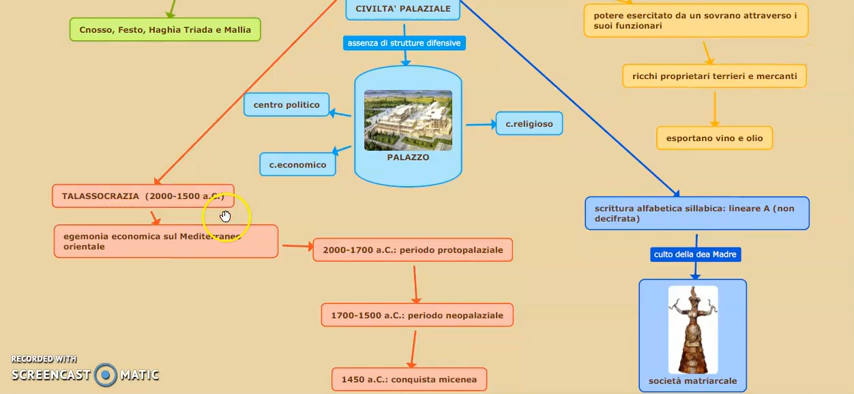 CIVILTA' PALAZIALE
potere esercitato da un sovrano attraverso i
suoi funzionari
Cnosso, Festo, Haghia Triada e Mallia
assenza di strutture difensive
ricchi proprietari terrieri e mercanti
centro politico
c.religioso
esportano vino e olio
c.economico
PALAZZO
TALASSOCRAZIA (2000-1500 a.C.)
scrittura alfabetica sillabica: lineare A (non
decifrata)
egemonia economica sul Mediterraneo
orientale
2000-1700 a.C.: periodo protopalaziale
culto della dea Madre
1700-1500 a.C.: periodo neopalaziale
1450 a.C.: conquista micenea
società matriarcale
RECORDED WITH
SCREENCAST MATIC